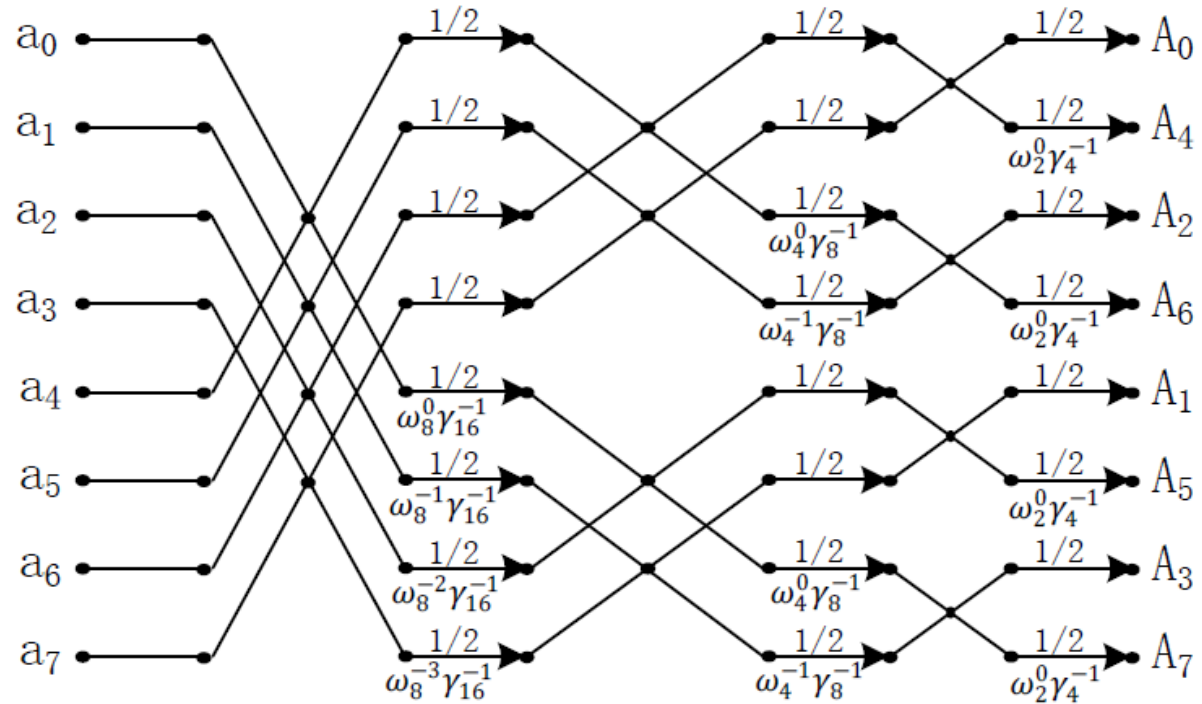 a₀ 1/2 1/2 1/2 A₀
a₁ 1/2 1/2 1/2 A₄
ω₂⁰γ₄⁻¹
a₂ 1/2 1/2 1/2 A₂
ω₄⁰γ₈⁻¹
a₃ 1/2 1/2 1/2 A₆
ω₄⁻¹γ₈⁻¹ ω₂⁰γ₄⁻¹
a₄ 1/2 1/2 1/2 A₁
ω₈⁰γ₁₆⁻¹
a₅ 1/2 1/2 1/2 A₅
ω₈⁻¹γ₁₆⁻¹ ω₂⁰γ₄⁻¹
a₆ 1/2 1/2 1/2 A₃
ω₈⁻²γ₁₆⁻¹ ω₄⁰γ₈⁻¹
a₇ 1/2 1/2 1/2 A₇
ω₈⁻³γ₁₆⁻¹ ω₄⁻¹γ₈⁻¹ ω₂⁰γ₄⁻¹